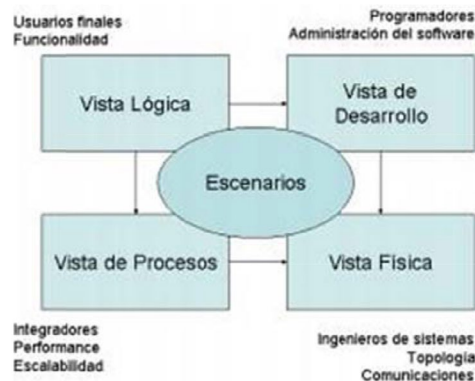 Usuarios finales
Funcionalidad
Programadores
Administración del software
Vista Lógica
Vista de
Desarrollo
Escenarios
Vista de Procesos
Vista Física
Integradores
Performance
Escalabilidad
Ingenieros de sistemas
Topología
Comunicaciones